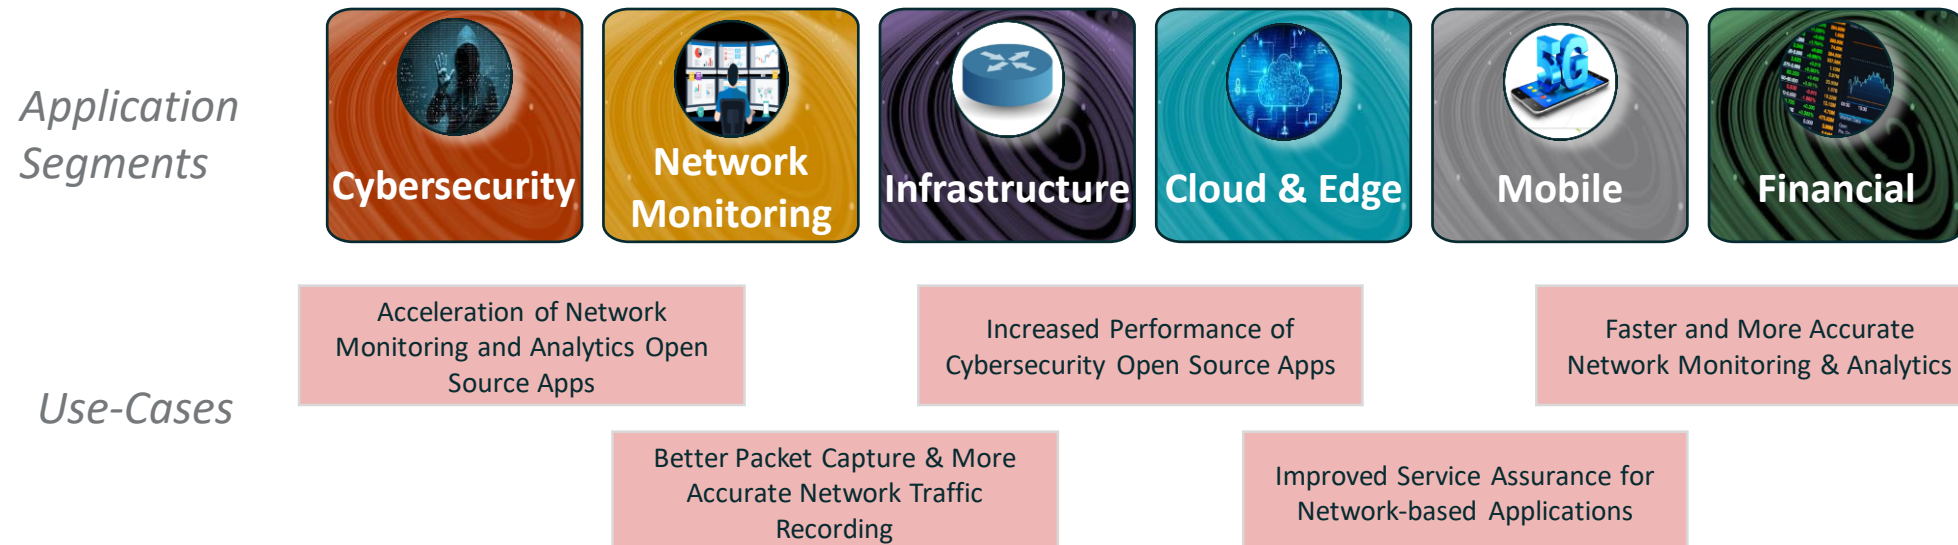 Application
Segments
Cybersecurity
Network
Monitoring
Infrastructure
Cloud & Edge
5G
Mobile
Financial
Use-Cases
Acceleration of Network
Monitoring and Analytics Open
Source Apps
Increased Performance of
Cybersecurity Open Source Apps
Faster and More Accurate
Network Monitoring & Analytics
Better Packet Capture & More
Accurate Network Traffic
Recording
Improved Service Assurance for
Network-based Applications